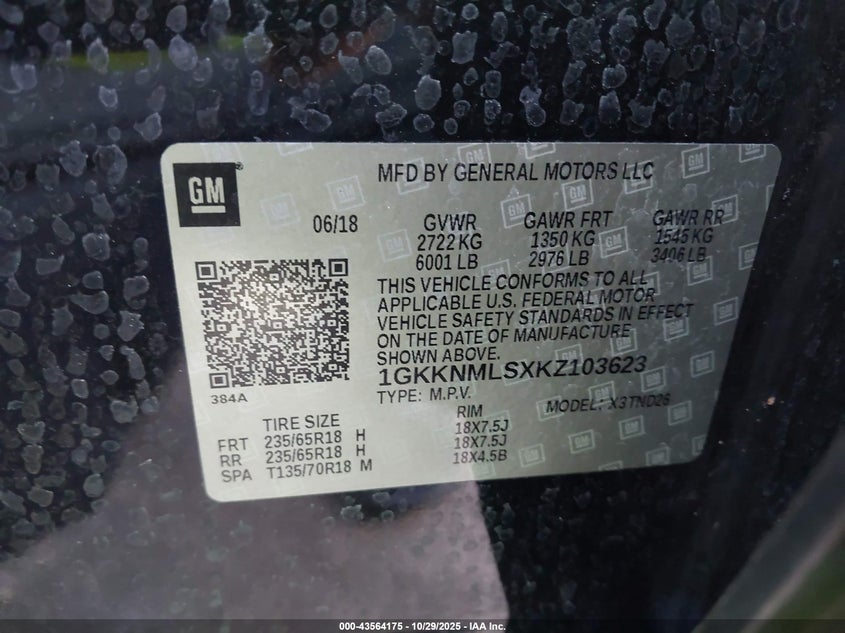 GM
MFD BY GENERAL MOTORS LLC
06/18
GVWR GAWR FRT GAWR RR
2722 KG 1350 KG 1545 KG
6001 LB 2976 LB 3406 LB
THIS VEHICLE CONFORMS TO ALL
APPLICABLE U.S. FEDERAL MOTOR
VEHICLE SAFETY STANDARDS IN EFFECT
ON THE DATE OF MANUFACTURE
SHOWN ABOVE.
1GKKNMLSXKZ103623
384A
TYPE: M.P.V. MODEL: X3TND26
TIRE SIZE RIM
FRT 235/65R18 H 18X7.5J
RR 235/65R18 H 18X7.5J
SPA T135/70R18 M 18X4.5B
000-43564175 | 10/29/2025 | IAA Inc.